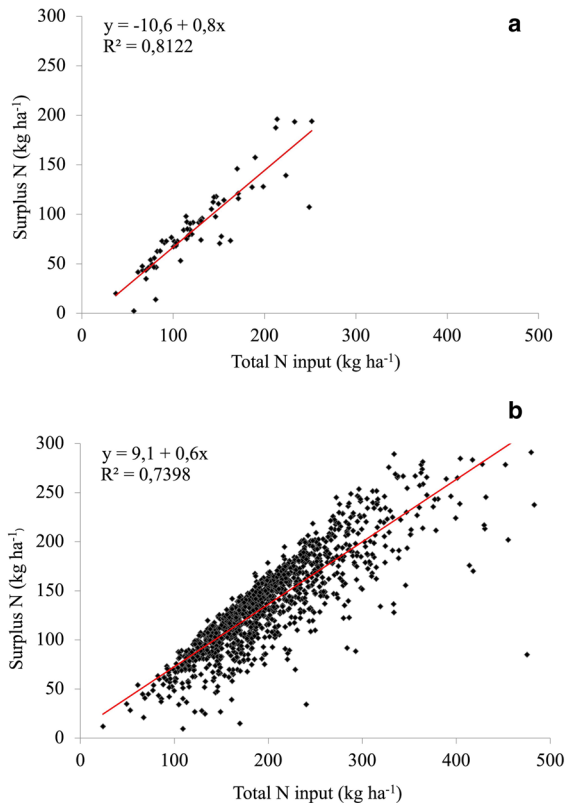 a
y = -10,6 + 0,8x
R² = 0,8122
Surplus N (kg ha⁻¹)
300
250
200
150
100
50
0
0 100 200 300 400 500
Total N input (kg ha⁻¹)
b
y = 9,1 + 0,6x
R² = 0,7398
Surplus N (kg ha⁻¹)
300
250
200
150
100
50
0
0 100 200 300 400 500
Total N input (kg ha⁻¹)